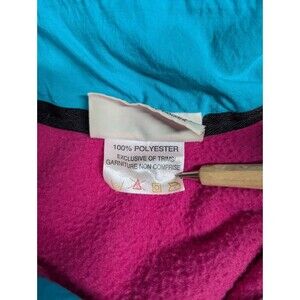 100% POLYESTER
EXCLUSIVE OF TRIMS
GARNITURE NON COMPRISE